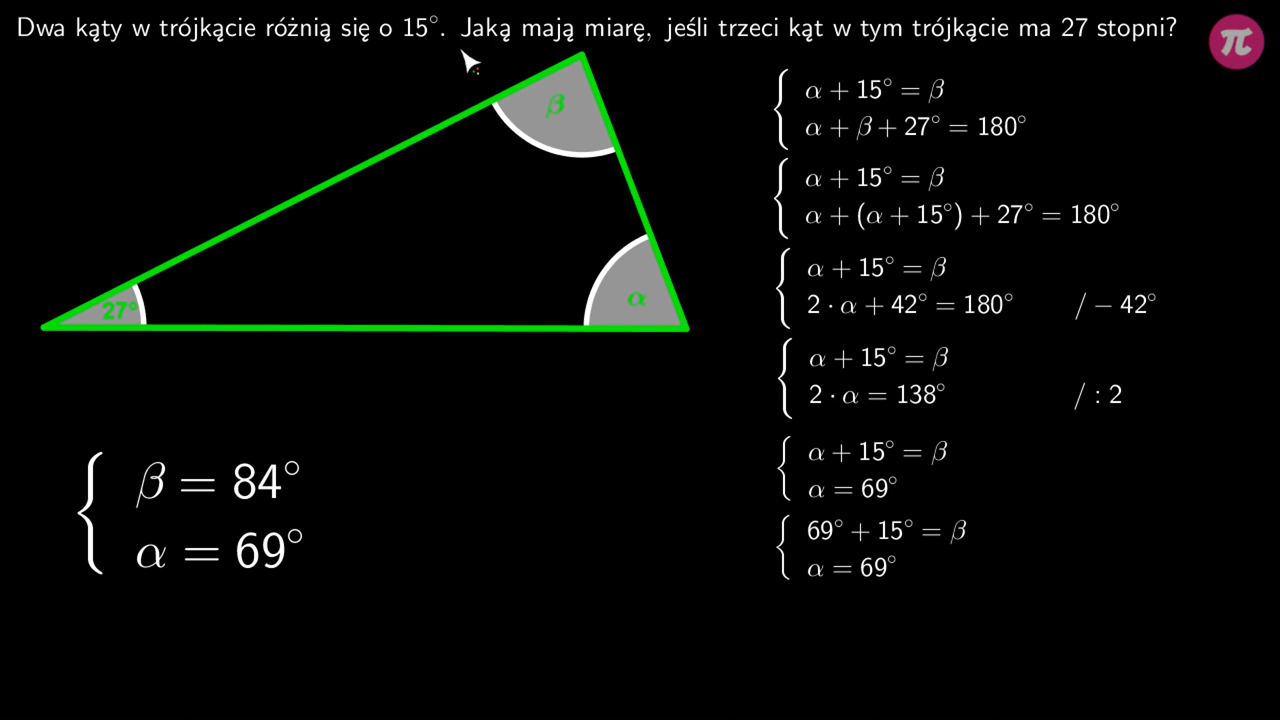 Dwa kąty w trójkącie różnią się o 15°. Jaką mają miarę, jeśli trzeci kąt w tym trójkącie ma 27 stopni?
π
β
27°
α
α + 15° = β
α + β + 27° = 180°
α + 15° = β
α + (α + 15°) + 27° = 180°
α + 15° = β
2 · α + 42° = 180° / − 42°
α + 15° = β
2 · α = 138° / : 2
α + 15° = β
α = 69°
69° + 15° = β
α = 69°
β = 84°
α = 69°